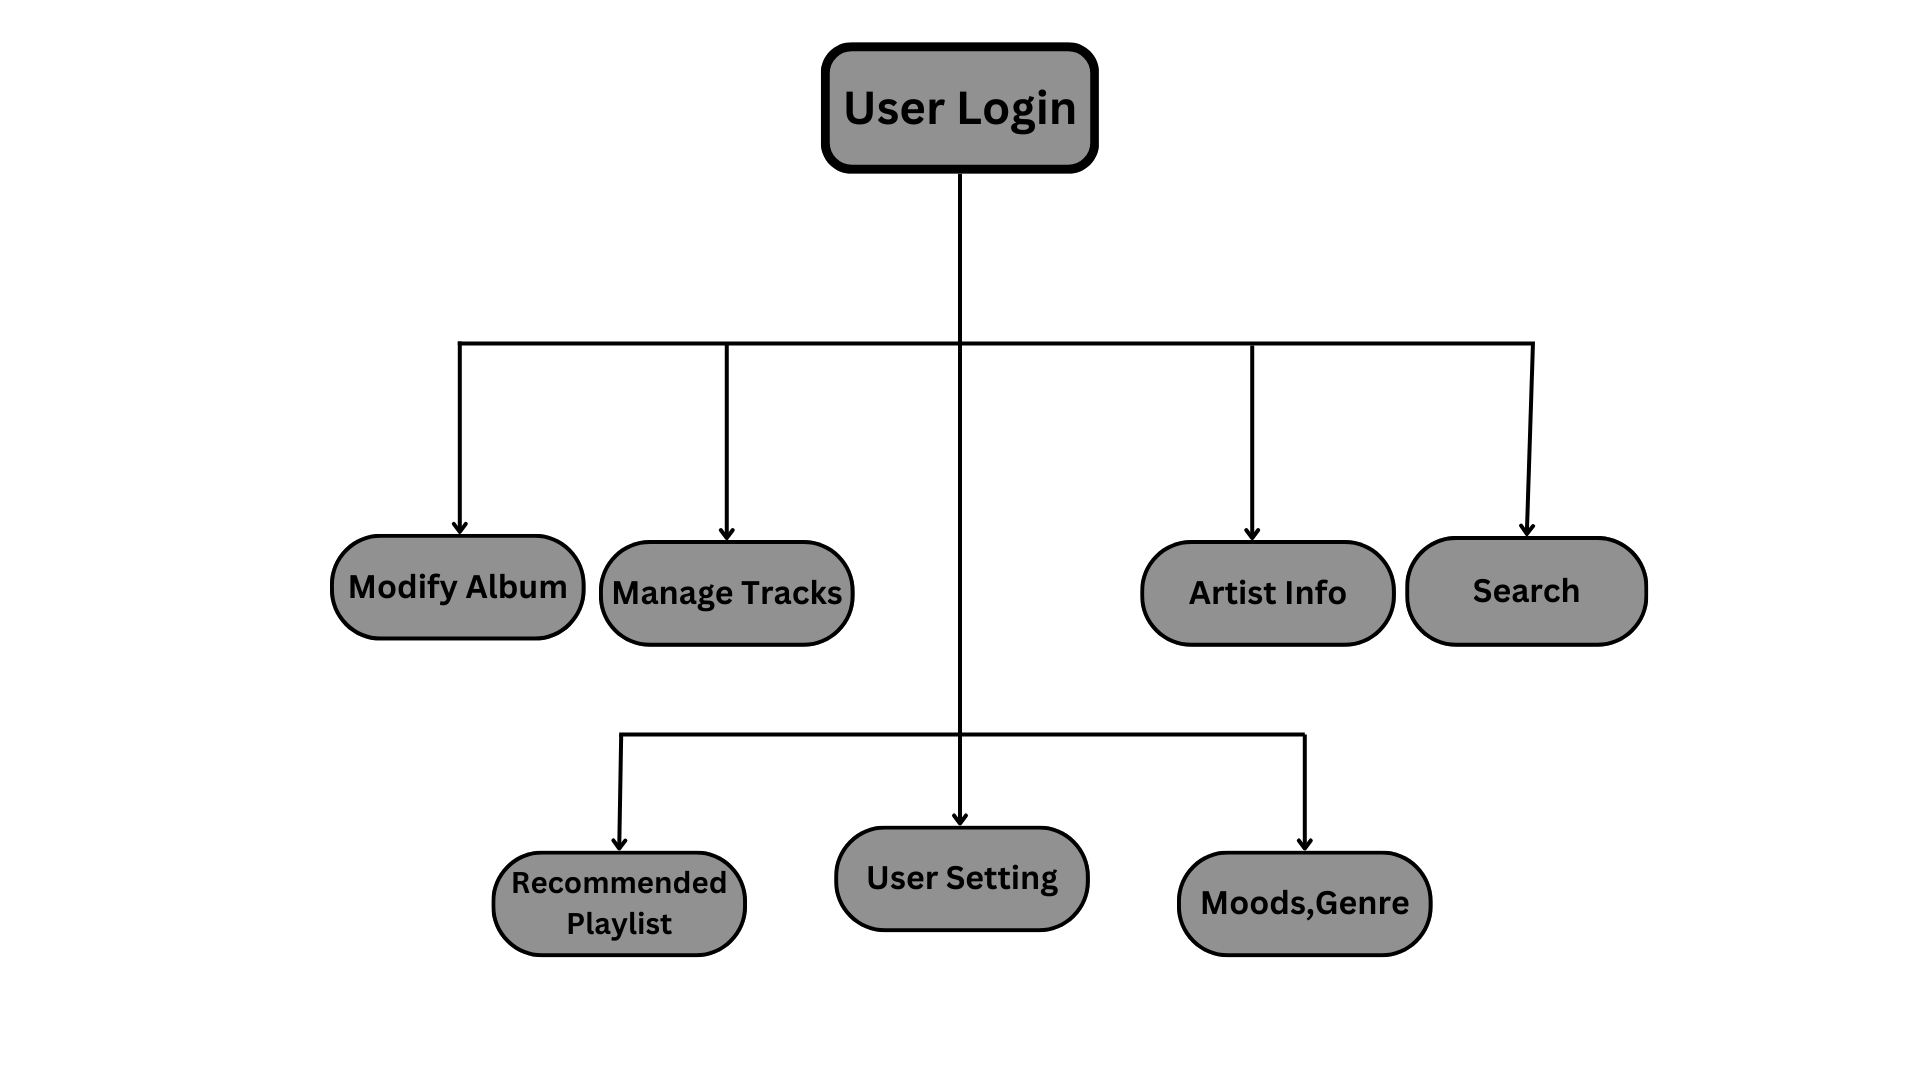 User Login
Modify Album
Manage Tracks
Artist Info
Search
Recommended
Playlist
User Setting
Moods,Genre